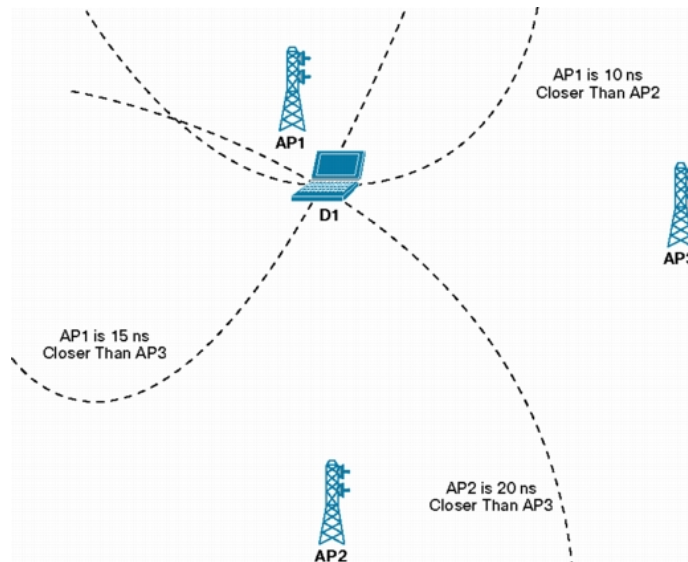 AP1 is 10 ns
Closer Than AP2
AP1
D1
AP3
AP1 is 15 ns
Closer Than AP3
AP2 is 20 ns
Closer Than AP3
AP2